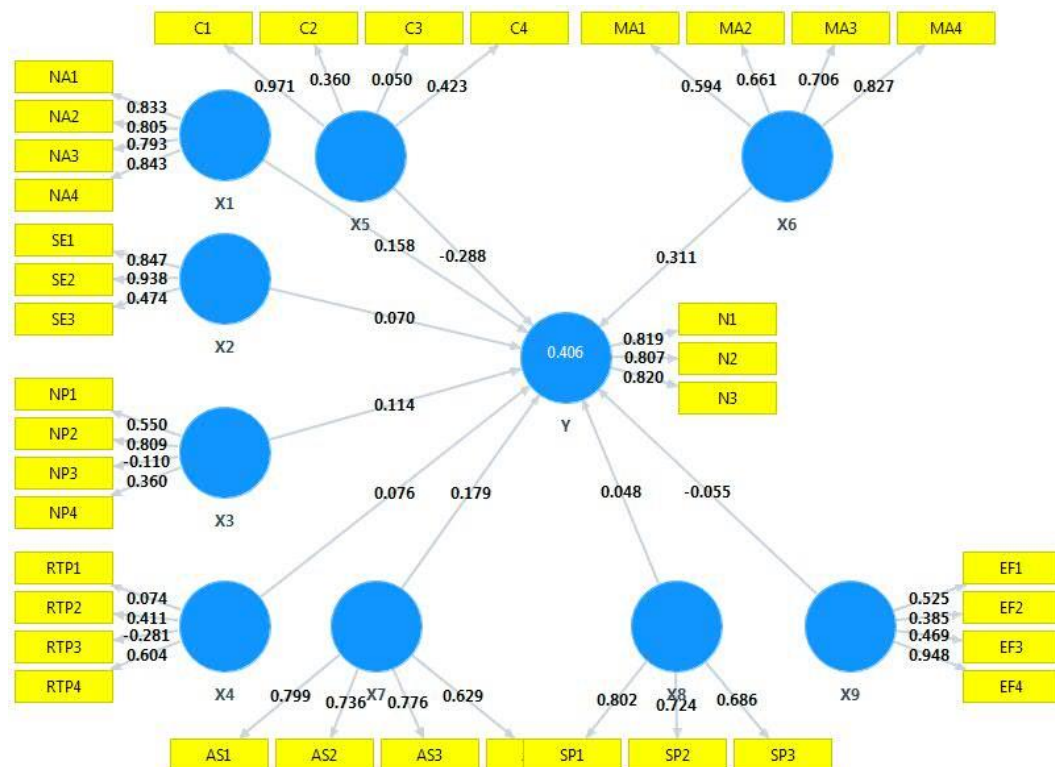 C1
C2
C3
C4
MA1
MA2
MA3
MA4
0.971
0.360
0.050
0.423
0.594
0.661
0.706
0.827
NA1
NA2
NA3
NA4
0.833
0.805
0.793
0.843
X1
X5
X6
SE1
SE2
SE3
0.847
0.938
0.474
X2
0.158
-0.288
0.311
0.070
0.406
Y
0.819
0.807
0.820
N1
N2
N3
NP1
NP2
NP3
NP4
0.550
0.809
-0.110
0.360
X3
0.114
0.076
0.179
0.048
-0.055
RTP1
RTP2
RTP3
RTP4
0.074
0.411
-0.281
0.604
X4
X7
X8
X9
0.525
0.385
0.469
0.948
EF1
EF2
EF3
EF4
0.799
0.736
0.776
0.629
0.802
0.724
0.686
AS1
AS2
AS3
SP1
SP2
SP3